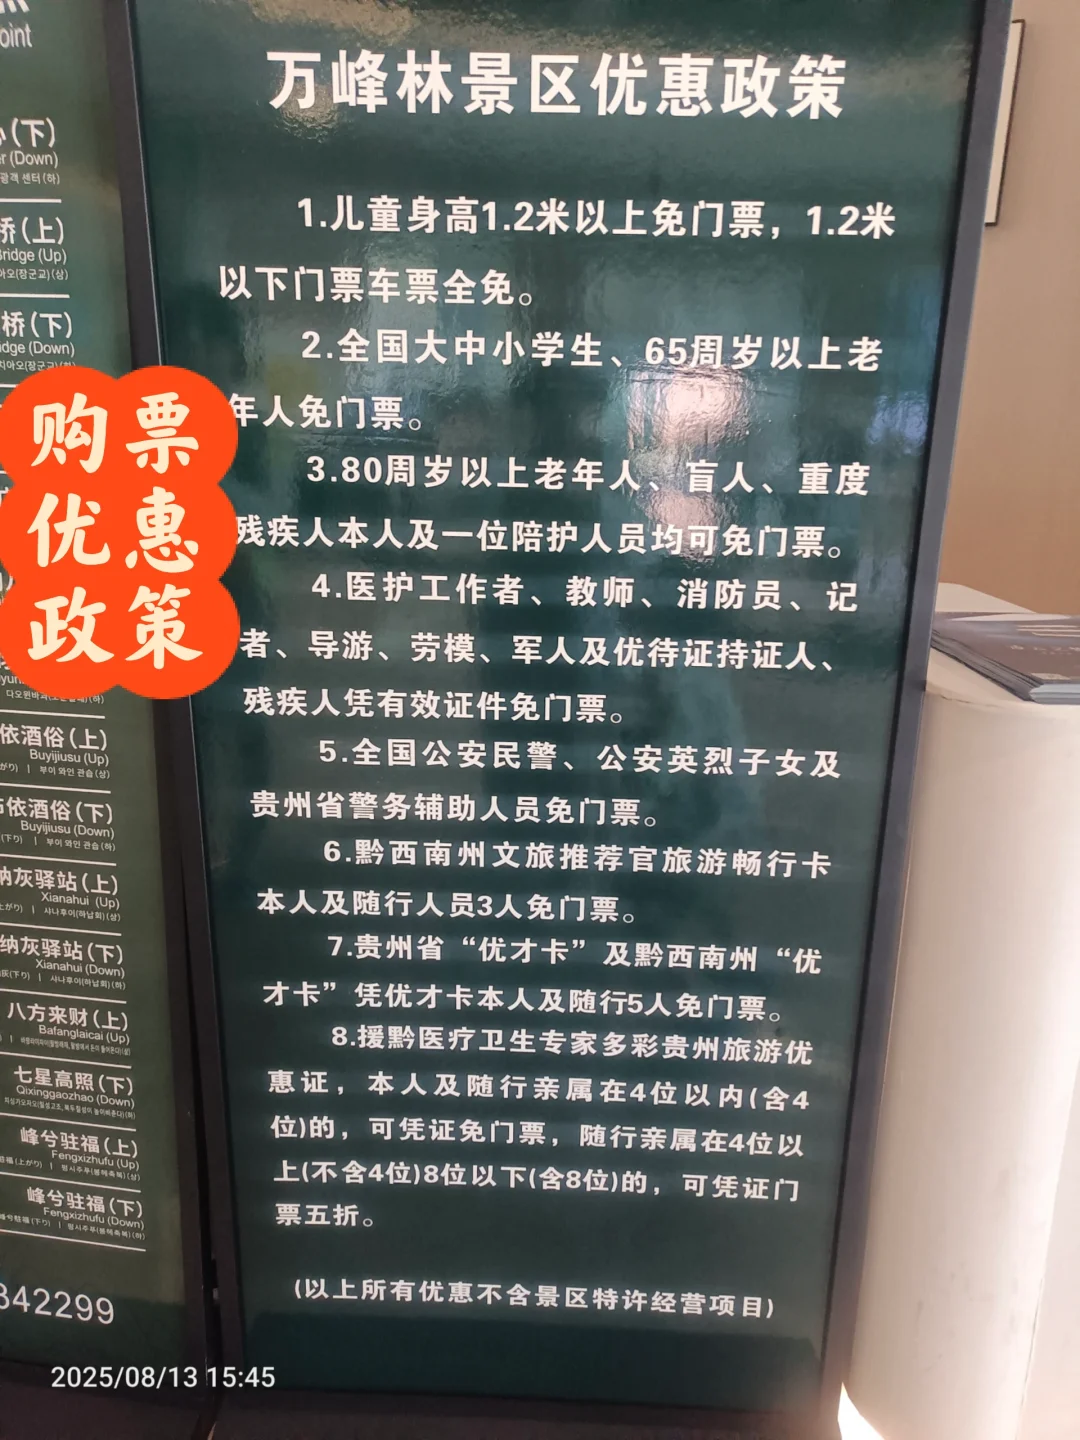 万峰林景区优惠政策
1.儿童身高1.2米以上免门票，1.2米
以下门票车票全免。
2.全国大中小学生、65周岁以上老
年人免门票。
3.80周岁以上老年人、盲人、重度
残疾人本人及一位陪护人员均可免门票。
4.医护工作者、教师、消防员、记
者、导游、劳模、军人及优待证持证人、
残疾人凭有效证件免门票。
5.全国公安民警、公安英烈子女及
贵州省警务辅助人员免门票。
6.黔西南州文旅推荐官旅游畅行卡
本人及随行人员3人免门票。
7.贵州省“优才卡”及黔西南州“优
才卡”凭优才卡本人及随行5人免门票。
8.援黔医疗卫生专家多彩贵州旅游优
惠证，本人及随行亲属在4位以内(含4
位)的，可凭证免门票，随行亲属在4位以
上(不含4位)8位以下(含8位)的，可凭证门
票五折。
(以上所有优惠不含景区特许经营项目)
购票
优惠
政策
oint
(下)
(Down)
桥(上)
Bridge (Up)
桥(下)
(Down)
依酒俗(上)
Buyijiusu (Up)
依酒俗(下)
Buyijiusu (Down)
纳灰驿站(上)
Xianahui (Up)
纳灰驿站(下)
Xianahui (Down)
八方来财(上)
Bafanglaicai (Up)
七星高照(下)
Qixinggaozhao (Down)
峰兮驻福(上)
Fengxizhufu (Up)
峰兮驻福(下)
Fengxizhufu (Down)
342299
2025/08/13 15:45